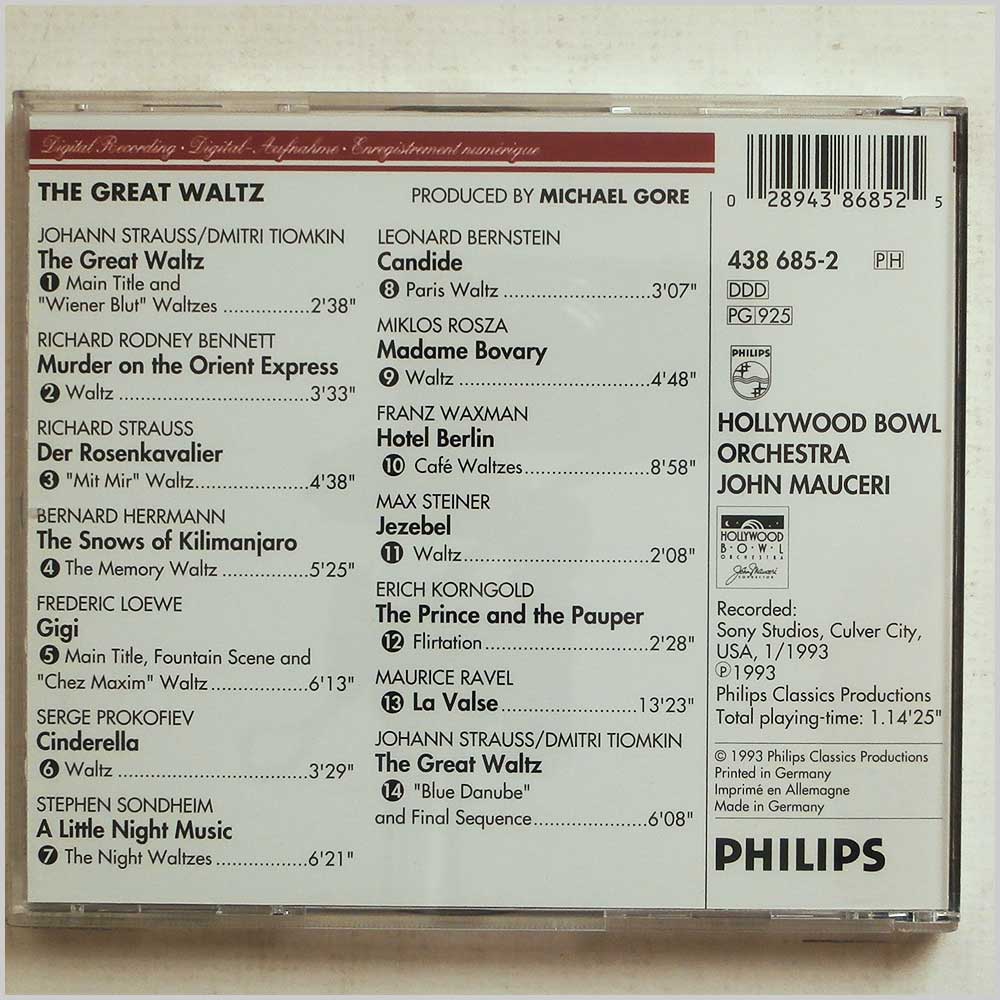 Digital Recording · Digital-Aufnahme · Enregistrement numérique
THE GREAT WALTZ
PRODUCED BY MICHAEL GORE
JOHANN STRAUSS/DMITRI TIOMKIN
The Great Waltz
1 Main Title and
"Wiener Blut" Waltzes ................2'38"
RICHARD RODNEY BENNETT
Murder on the Orient Express
2 Waltz ................................3'33"
RICHARD STRAUSS
Der Rosenkavalier
3 "Mit Mir" Waltz....................4'38"
BERNARD HERRMANN
The Snows of Kilimanjaro
4 The Memory Waltz ...............5'25"
FREDERIC LOEWE
Gigi
5 Main Title, Fountain Scene and
"Chez Maxim" Waltz.................6'13"
SERGE PROKOFIEV
Cinderella
6 Waltz ................................3'29"
STEPHEN SONDHEIM
A Little Night Music
7 The Night Waltzes ................6'21"
LEONARD BERNSTEIN
Candide
8 Paris Waltz .........................3'07"
MIKLOS ROSZA
Madame Bovary
9 Waltz ................................4'48"
FRANZ WAXMAN
Hotel Berlin
10 Café Waltzes......................8'58"
MAX STEINER
Jezebel
11 Waltz................................2'08"
ERICH KORNGOLD
The Prince and the Pauper
12 Flirtation............................2'28"
MAURICE RAVEL
13 La Valse.........................13'23"
JOHANN STRAUSS/DMITRI TIOMKIN
The Great Waltz
14 "Blue Danube"
and Final Sequence...................6'08"
0 28943 86852 5
438 685-2 PH
DDD
PG 925
PHILIPS
HOLLYWOOD BOWL
ORCHESTRA
JOHN MAUCERI
HOLLYWOOD
B·O·W·L
ORCHESTRA
John Mauceri
CONDUCTOR
Recorded:
Sony Studios, Culver City,
USA, 1/1993
℗1993
Philips Classics Productions
Total playing-time: 1.14'25"
© 1993 Philips Classics Productions
Printed in Germany
Imprimé en Allemagne
Made in Germany
PHILIPS